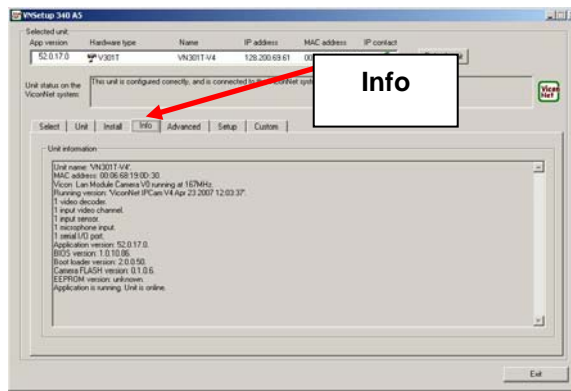 VNSetup 340 A5
Selected unit
App version Hardware type Name IP address MAC address IP contact
52.0.17.0 V301T VN301T-V4 128.200.69.61 00
Unit status on the ViconNet system:
This unit is configured correctly, and is connected to the ViconNet
Info
Vicon Net
Select Unit Install Info Advanced Setup Custom
Unit information
Unit name: 'VN301T-V4'.
MAC address: 00:06:68:19:0D:30.
Vicon Lan Module Camera V0 running at 167MHz.
Running version: 'ViconNet IPCam V4 Apr 23 2007 12:03:37'.
1 video decoder.
1 input video channel.
1 input sensor.
1 microphone input.
1 serial I/O port.
Application version: 52.0.17.0.
BIOS version: 1.0.10.86.
Boot loader version: 2.0.0.50.
Camera FLASH version: 0.1.0.6.
EEPROM version: unknown.
Application is running. Unit is online.
Exit